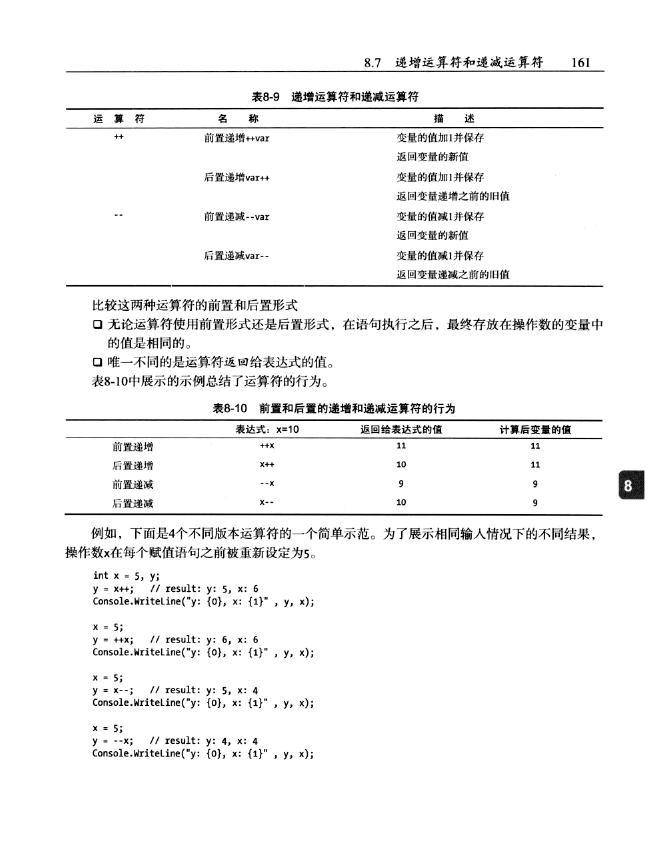 8.7 递增运算符和递减运算符 161
表8-9 递增运算符和递减运算符
运 算 符 名 称 描 述
++ 前置递增++var 变量的值加1并保存
返回变量的新值
后置递增var++ 变量的值加1并保存
返回变量递增之前的旧值
-- 前置递减--var 变量的值减1并保存
返回变量的新值
后置递减var-- 变量的值减1并保存
返回变量递减之前的旧值
比较这两种运算符的前置和后置形式
❑ 无论运算符使用前置形式还是后置形式，在语句执行之后，最终存放在操作数的变量中
的值是相同的。
❑ 唯一不同的是运算符返回给表达式的值。
表8-10中展示的示例总结了运算符的行为。
表8-10 前置和后置的递增和递减运算符的行为
表达式：x=10 返回给表达式的值 计算后变量的值
前置递增 ++x 11 11
后置递增 x++ 10 11
前置递减 --x 9 9
后置递减 x-- 10 9
8
例如，下面是4个不同版本运算符的一个简单示范。为了展示相同输入情况下的不同结果，
操作数x在每个赋值语句之前被重新设定为5。
int x = 5, y;
y = x++; // result: y: 5, x: 6
Console.WriteLine("y: {0}, x: {1}" , y, x);
x = 5;
y = ++x; // result: y: 6, x: 6
Console.WriteLine("y: {0}, x: {1}" , y, x);
x = 5;
y = x--; // result: y: 5, x: 4
Console.WriteLine("y: {0}, x: {1}" , y, x);
x = 5;
y = --x; // result: y: 4, x: 4
Console.WriteLine("y: {0}, x: {1}" , y, x);